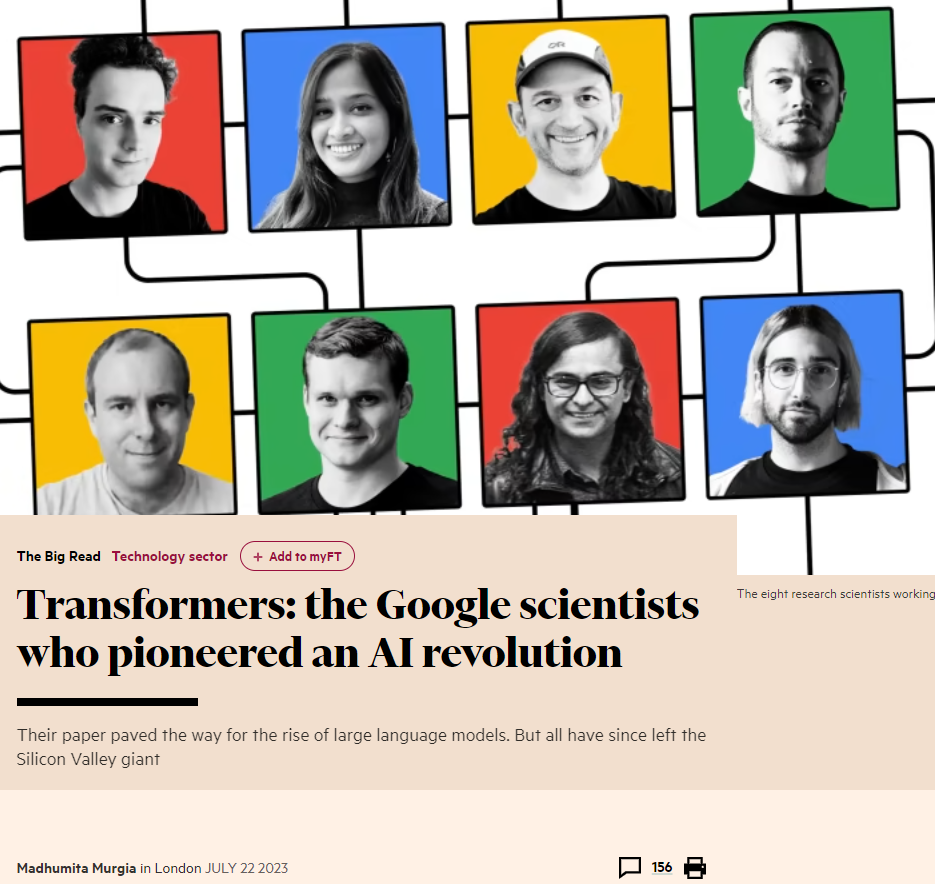 OR
The Big Read Technology sector + Add to myFT
Transformers: the Google scientists
who pioneered an AI revolution
The eight research scientists working
Their paper paved the way for the rise of large language models. But all have since left the
Silicon Valley giant
Madhumita Murgia in London JULY 22 2023
156